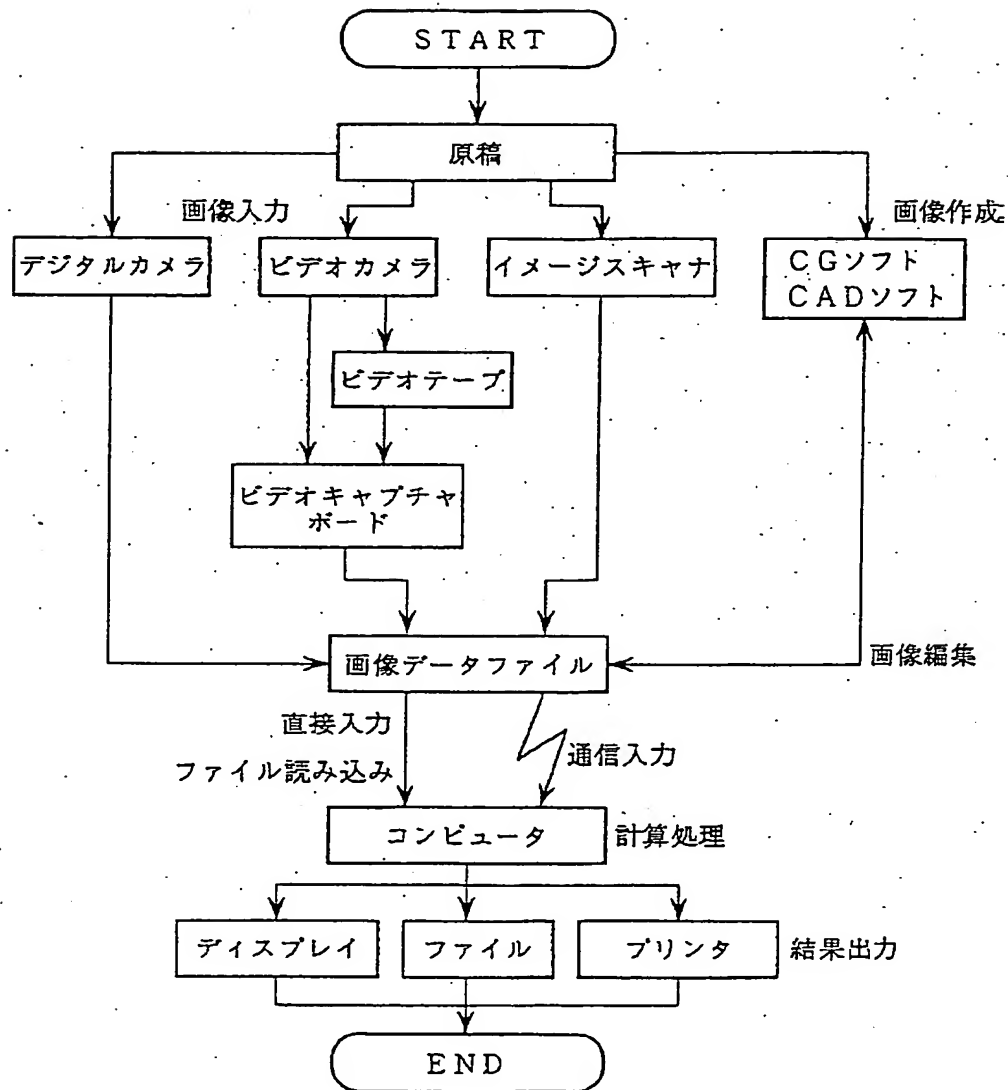 START
原稿
画像入力
画像作成
デジタルカメラ
ビデオカメラ
イメージスキャナ
CGソフト
CADソフト
ビデオテープ
ビデオキャプチャ
ボード
画像データファイル
画像編集
直接入力
通信入力
ファイル読み込み
コンピュータ
計算処理
ディスプレイ
ファイル
プリンタ
結果出力
END